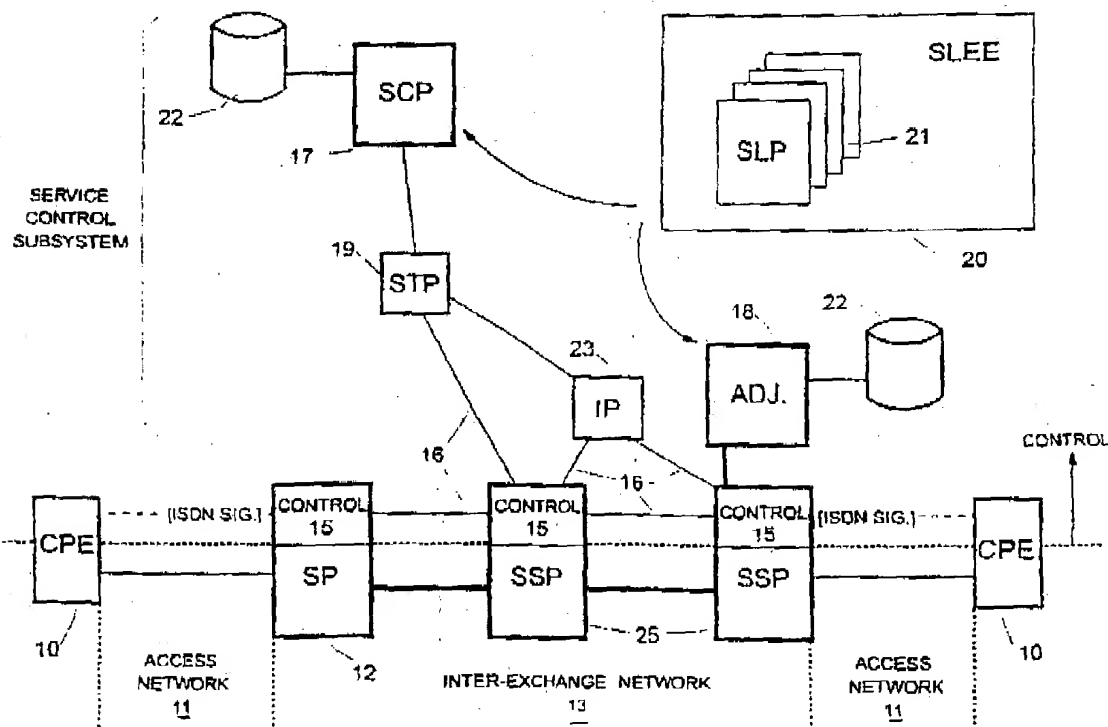 SLEE
SCP
22
17
SLP
21
20
SERVICE
CONTROL
SUBSYSTEM
19
STP
18
22
23
IP
ADJ.
CONTROL
16
16
[ISDN SIG.]
CONTROL
15
CONTROL
15
CONTROL
15
[ISDN SIG.]
CPE
SP
SSP
SSP
CPE
10
12
25
10
ACCESS
NETWORK
11
INTER-EXCHANGE NETWORK
13
ACCESS
NETWORK
11